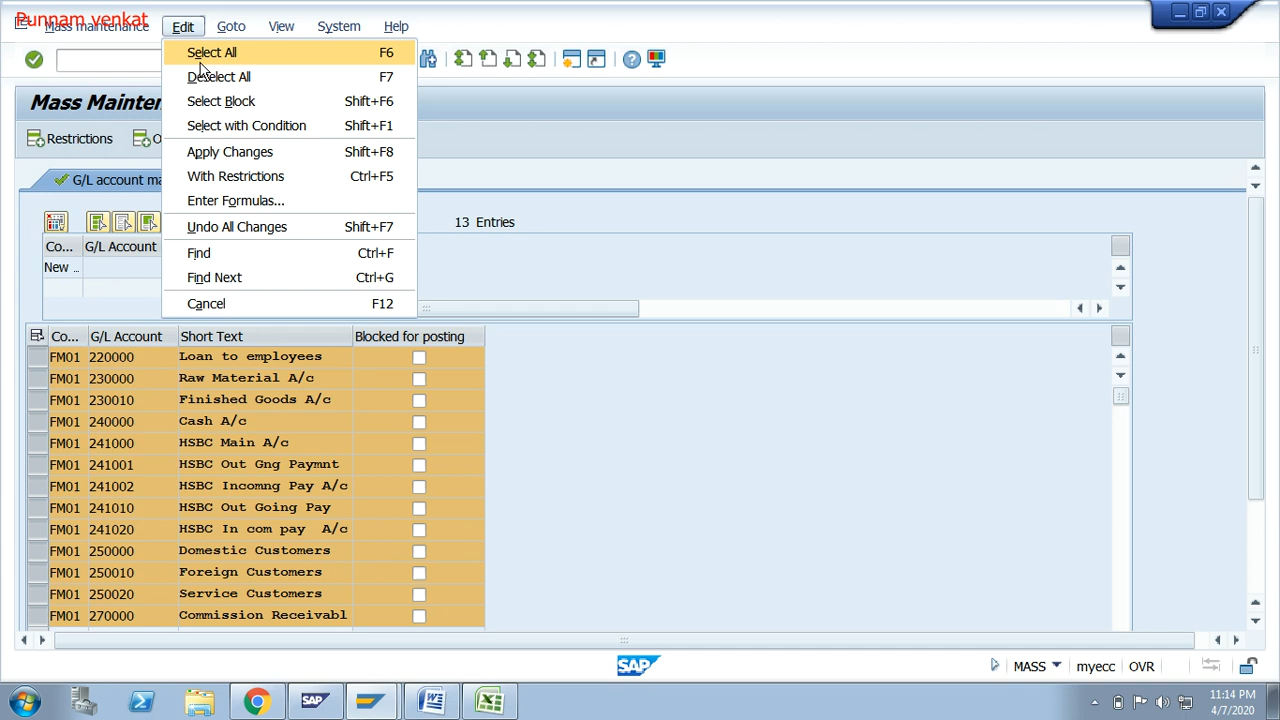 Punnam venkat
Mass maintenance Edit Goto View System Help
Select All F6
Deselect All F7
Mass Maint
Select Block Shift+F6
Restrictions O
Select with Condition Shift+F1
Apply Changes Shift+F8
G/L account ma
With Restrictions Ctrl+F5
Enter Formulas...
Undo All Changes Shift+F7
13 Entries
Co... G/L Account
Find Ctrl+F
New ..
Find Next Ctrl+G
Cancel F12
Co... G/L Account Short Text Blocked for posting
FM01 220000 Loan to employees
FM01 230000 Raw Material A/c
FM01 230010 Finished Goods A/c
FM01 240000 Cash A/c
FM01 241000 HSBC Main A/c
FM01 241001 HSBC Out Gng Paymnt
FM01 241002 HSBC Incomng Pay A/c
FM01 241010 HSBC Out Going Pay
FM01 241020 HSBC In com pay A/c
FM01 250000 Domestic Customers
FM01 250010 Foreign Customers
FM01 250020 Service Customers
FM01 270000 Commission Receivabl
SAP MASS myecc OVR
SAP
11:14 PM
4/7/2020